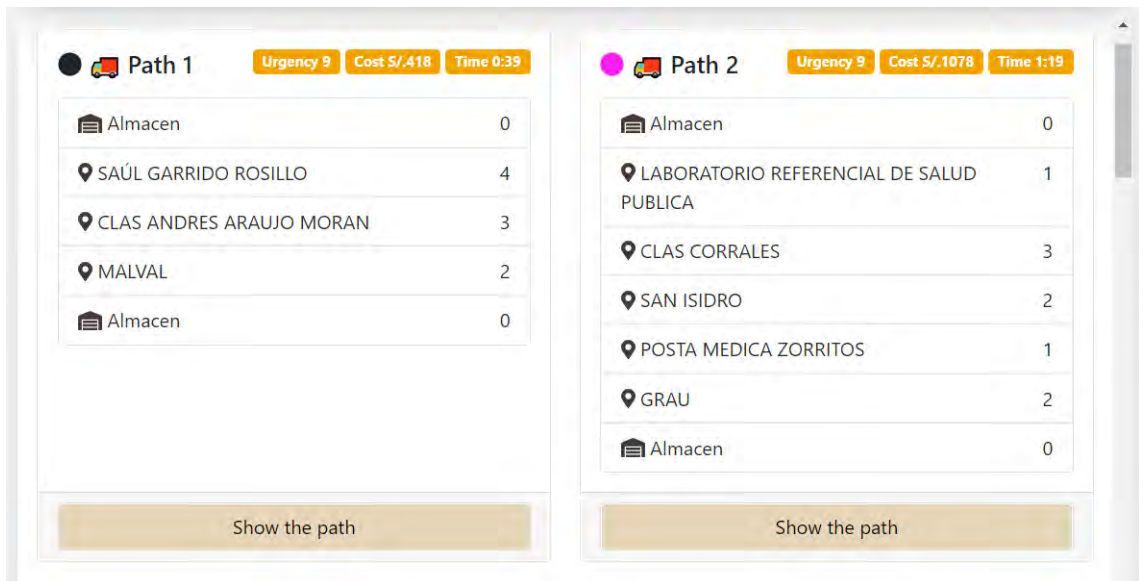 Path 1 Urgency 9 Cost S/.418 Time 0:39
Almacen 0
SAÚL GARRIDO ROSILLO 4
CLAS ANDRES ARAUJO MORAN 3
MALVAL 2
Almacen 0
Show the path
Path 2 Urgency 9 Cost S/.1078 Time 1:19
Almacen 0
LABORATORIO REFERENCIAL DE SALUD 1
PUBLICA
CLAS CORRALES 3
SAN ISIDRO 2
POSTA MEDICA ZORRITOS 1
GRAU 2
Almacen 0
Show the path